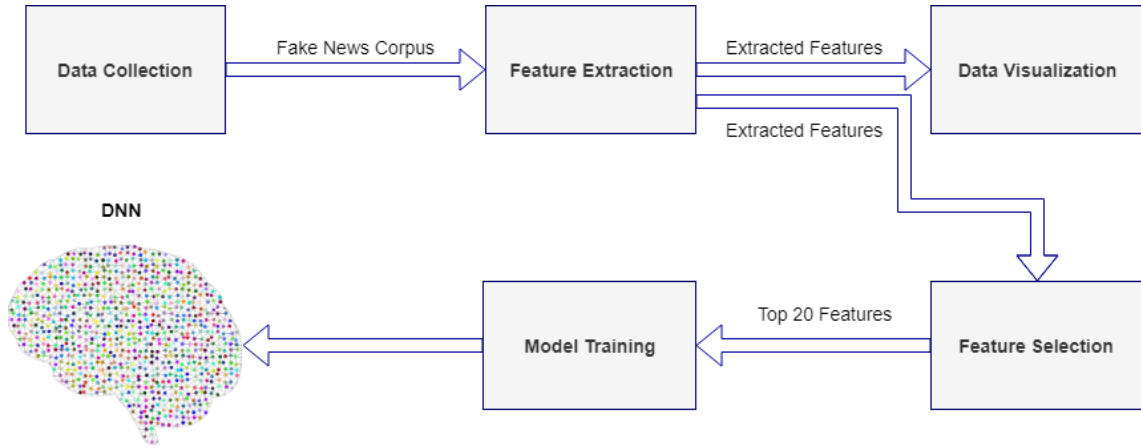 Data Collection
Fake News Corpus
Feature Extraction
Extracted Features
Data Visualization
Extracted Features
DNN
Model Training
Top 20 Features
Feature Selection